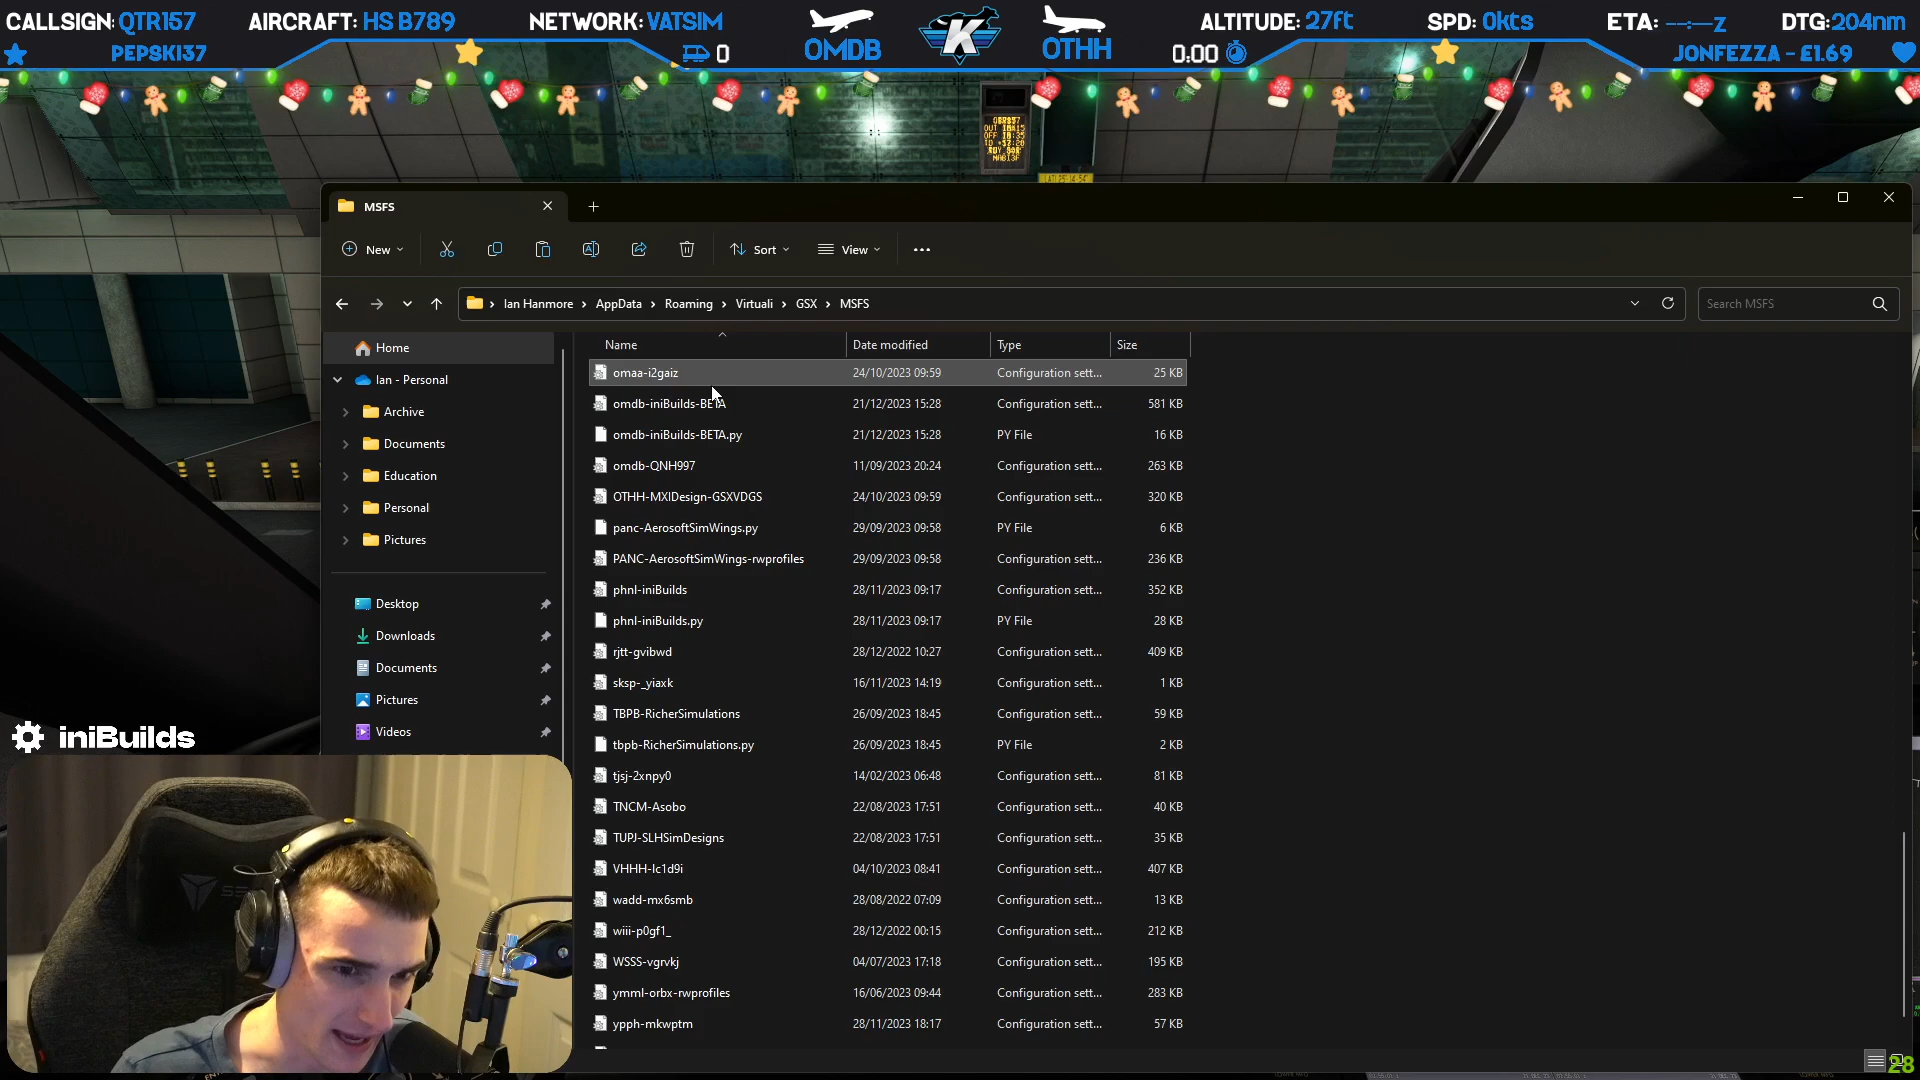 CALLSIGN: QTR157
AIRCRAFT: HS B789
NETWORK: VATSIM
ALTITUDE: 27ft
SPD: 0kts
ETA: --:--z
DTG:204nm
PEPSKI37
0
OMDB
K
OTHH
0:00
JONFEZZA - £1.69
MSFS
New
Sort
View
Ian Hanmore > AppData > Roaming > Virtuali > GSX > MSFS
Search MSFS
Home
Ian - Personal
Archive
Documents
Education
Personal
Pictures
Desktop
Downloads
Documents
Pictures
Videos
Name Date modified Type Size
omaa-i2gaiz 24/10/2023 09:59 Configuration sett... 25 KB
omdb-iniBuilds-BETA 21/12/2023 15:28 Configuration sett... 581 KB
omdb-iniBuilds-BETA.py 21/12/2023 15:28 PY File 16 KB
omdb-QNH997 11/09/2023 20:24 Configuration sett... 263 KB
OTHH-MXIDesign-GSXVDGS 24/10/2023 09:59 Configuration sett... 320 KB
panc-AerosoftSimWings.py 29/09/2023 09:58 PY File 6 KB
PANC-AerosoftSimWings-rwprofiles 29/09/2023 09:58 Configuration sett... 236 KB
phnl-iniBuilds 28/11/2023 09:17 Configuration sett... 352 KB
phnl-iniBuilds.py 28/11/2023 09:17 PY File 28 KB
rjtt-gvibwd 28/12/2022 10:27 Configuration sett... 409 KB
sksp-_yiaxk 16/11/2023 14:19 Configuration sett... 1 KB
TBPB-RicherSimulations 26/09/2023 18:45 Configuration sett... 59 KB
tbpb-RicherSimulations.py 26/09/2023 18:45 PY File 2 KB
tjsj-2xnpy0 14/02/2023 06:48 Configuration sett... 81 KB
TNCM-Asobo 22/08/2023 17:51 Configuration sett... 40 KB
TUPJ-SLHSimDesigns 22/08/2023 17:51 Configuration sett... 35 KB
VHHH-lc1d9i 04/10/2023 08:41 Configuration sett... 407 KB
wadd-mx6smb 28/08/2022 07:09 Configuration sett... 13 KB
wiii-p0gf1_ 28/12/2022 00:15 Configuration sett... 212 KB
WSSS-vgrvkj 04/07/2023 17:18 Configuration sett... 195 KB
ymml-orbx-rwprofiles 16/06/2023 09:44 Configuration sett... 283 KB
ypph-mkwptm 28/11/2023 18:17 Configuration sett... 57 KB
iniBuilds
28